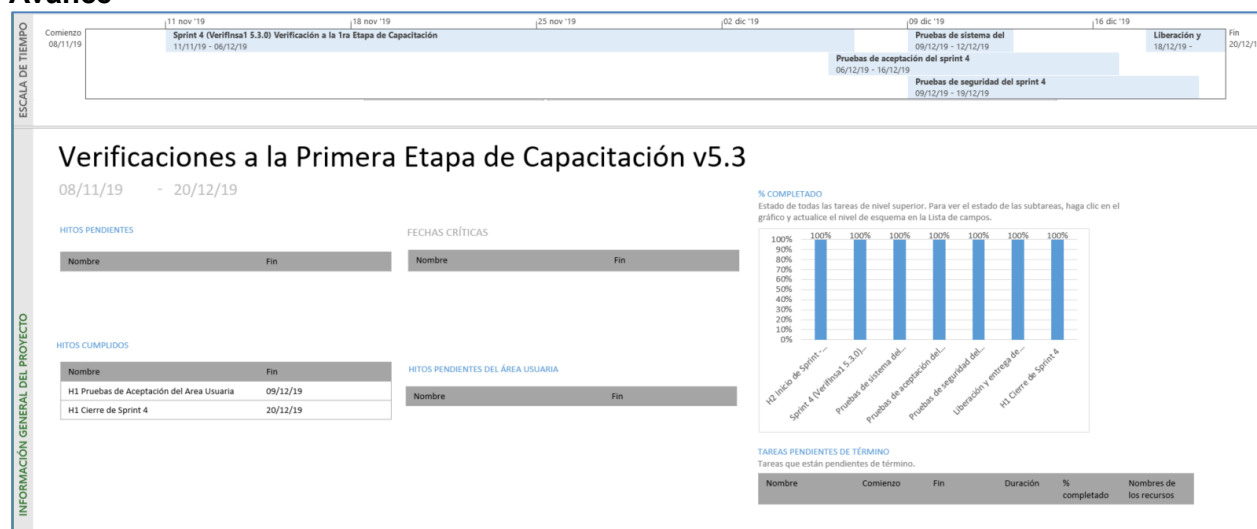 Avance
11 nov '19 18 nov '19 25 nov '19 02 dic '19 09 dic '19 16 dic '19
ESCALA DE TIEMPO
Comienzo
08/11/19
Sprint 4 (VerifInsa1 5.3.0) Verificación a la 1ra Etapa de Capacitación
11/11/19 - 06/12/19
Pruebas de sistema del
09/12/19 - 12/12/19
Liberación y
18/12/19 -
Fin
20/12/1
Pruebas de aceptación del sprint 4
06/12/19 - 16/12/19
Pruebas de seguridad del sprint 4
09/12/19 - 19/12/19
INFORMACIÓN GENERAL DEL PROYECTO
Verificaciones a la Primera Etapa de Capacitación v5.3
08/11/19 - 20/12/19
HITOS PENDIENTES
Nombre Fin
FECHAS CRÍTICAS
Nombre Fin
HITOS CUMPLIDOS
Nombre Fin
H1 Pruebas de Aceptación del Area Usuaria 09/12/19
H1 Cierre de Sprint 4 20/12/19
HITOS PENDIENTES DEL ÁREA USUARIA
Nombre Fin
% COMPLETADO
Estado de todas las tareas de nivel superior. Para ver el estado de las subtareas, haga clic en el
gráfico y actualice el nivel de esquema en la Lista de campos.
100% 100% 100% 100% 100% 100% 100%
100%
90%
80%
70%
60%
50%
40%
30%
20%
10%
0%
H2 Inicio de Sprint -...
Sprint 4 (VerifInsa1 5.3.0)...
Pruebas de sistema del...
Pruebas de aceptación del...
Pruebas de seguridad del...
Liberación y entrega de...
H1 Cierre de Sprint 4
TAREAS PENDIENTES DE TÉRMINO
Tareas que están pendientes de término.
Nombre Comienzo Fin Duración % completado Nombres de los recursos